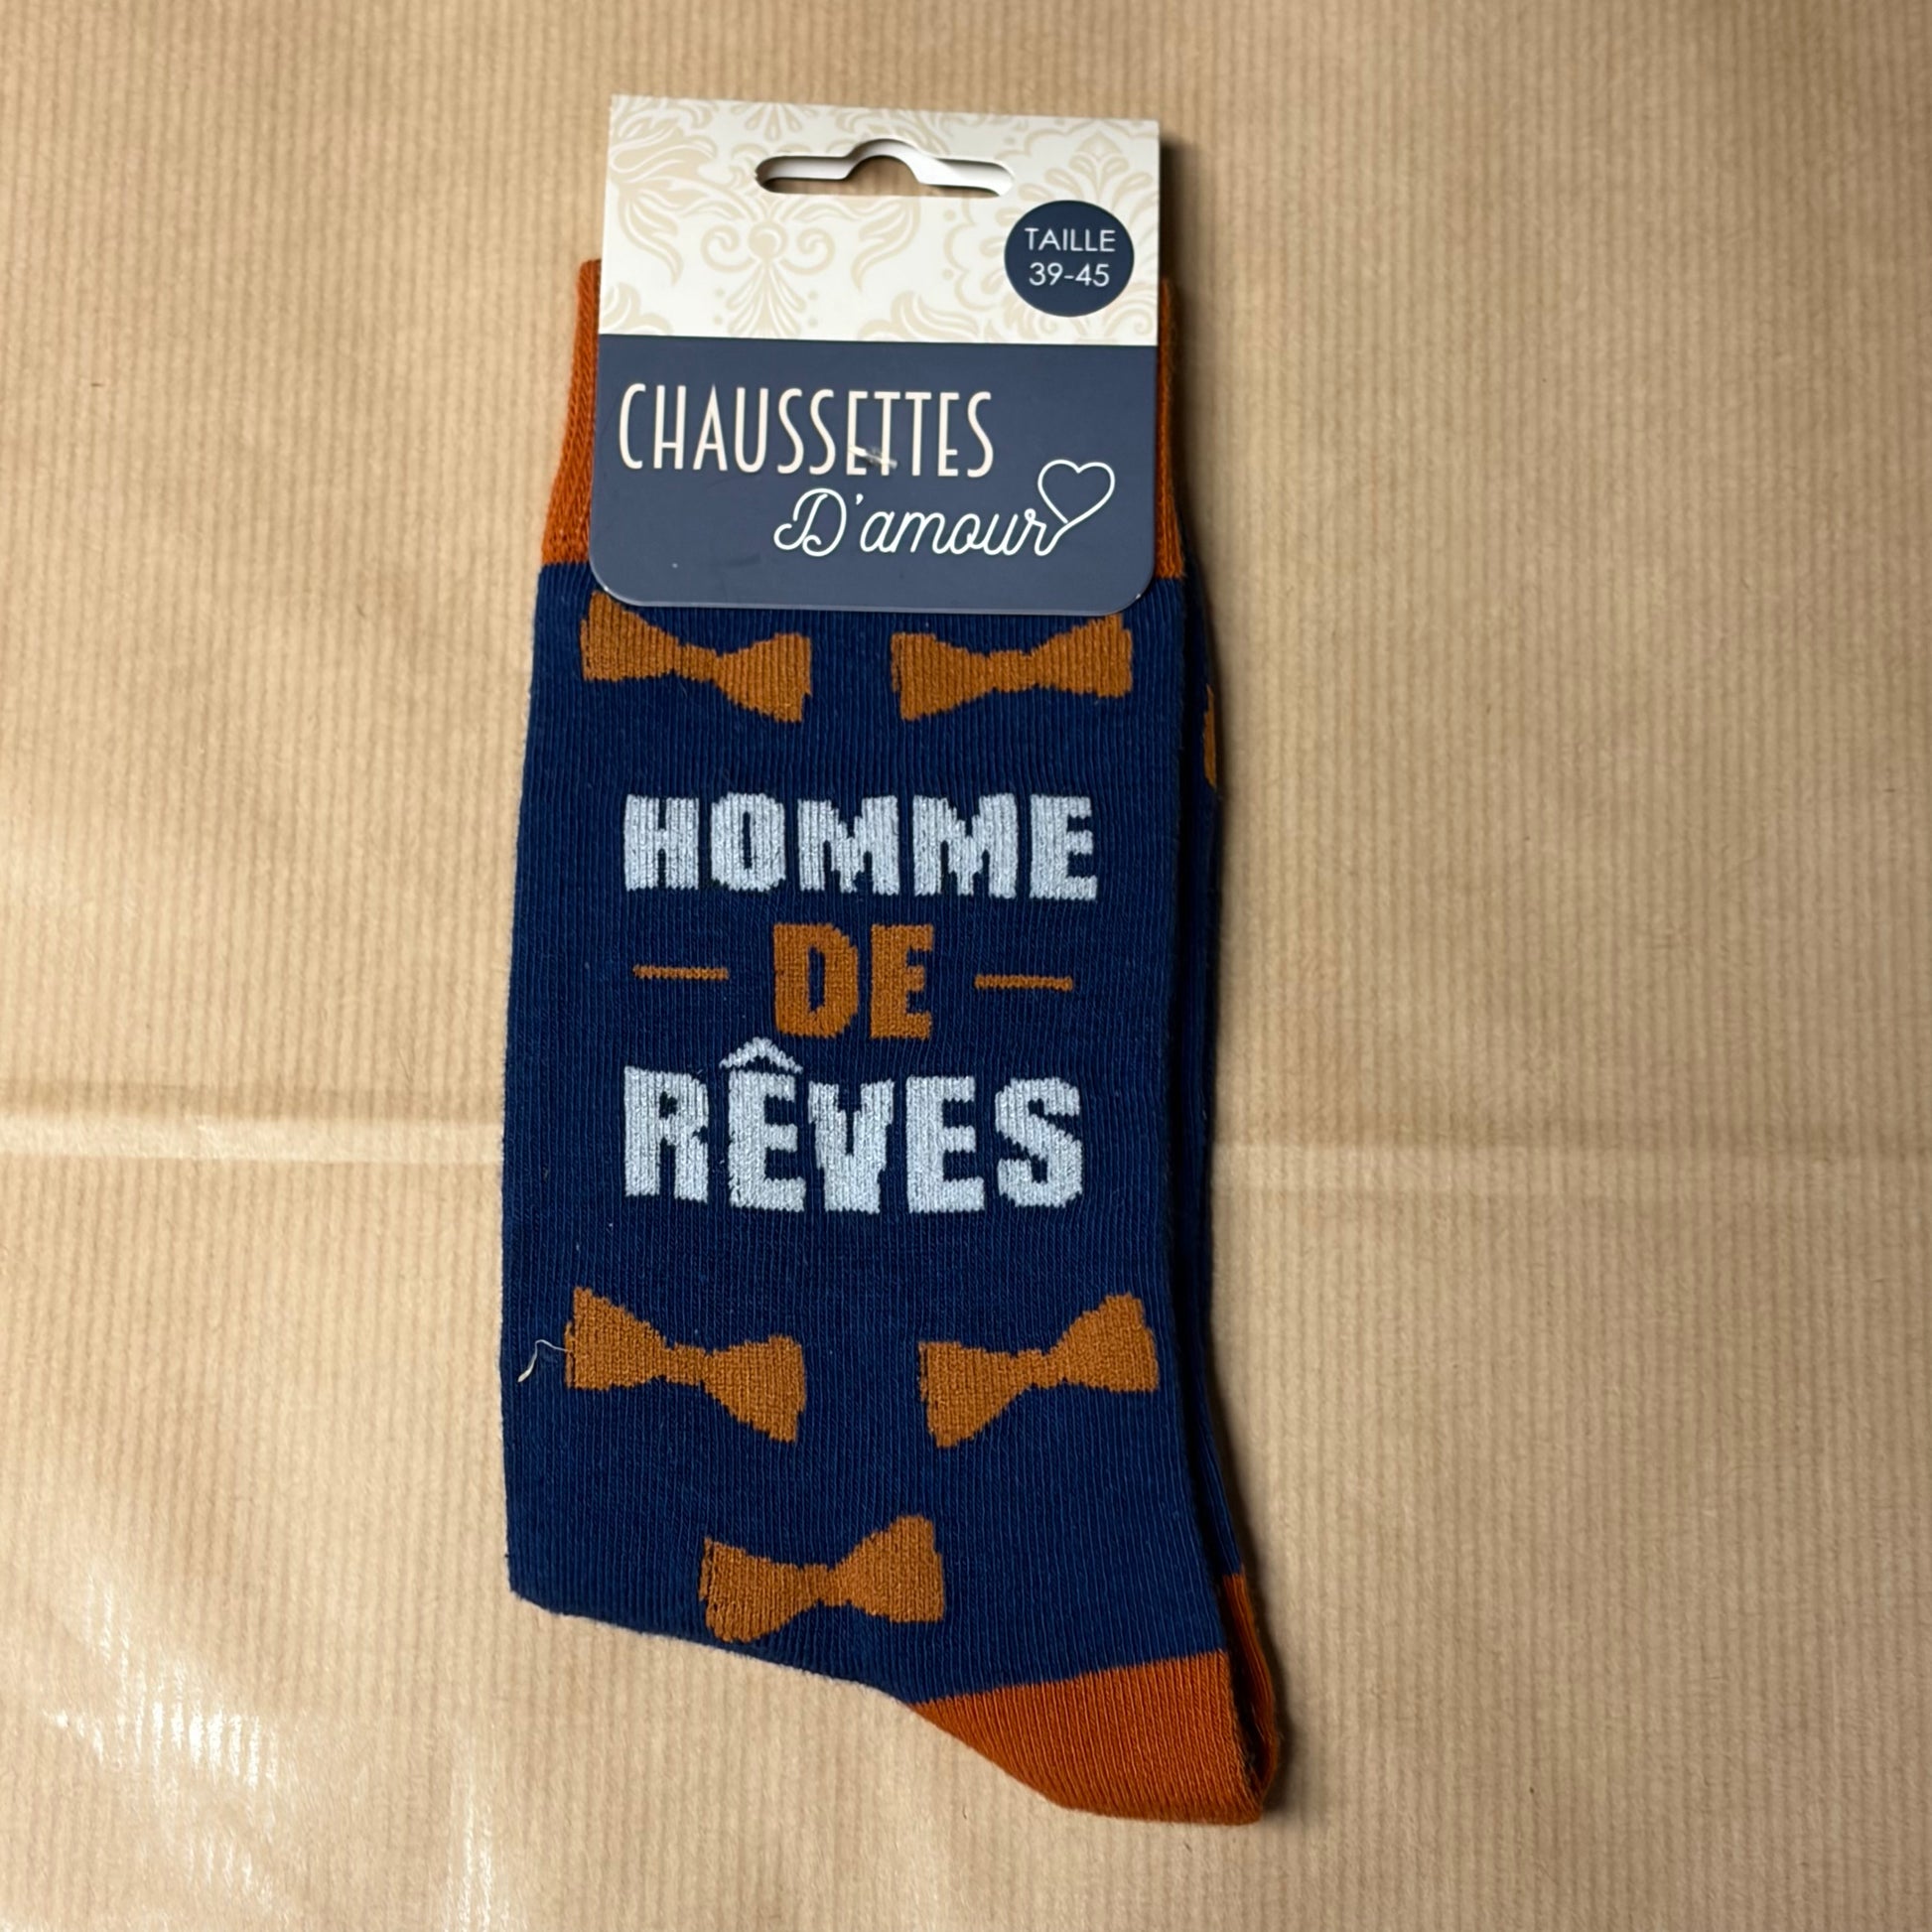 TAILLE
39-45
CHAUSSETTES
D'amour
HOMME
DE
RÊVES